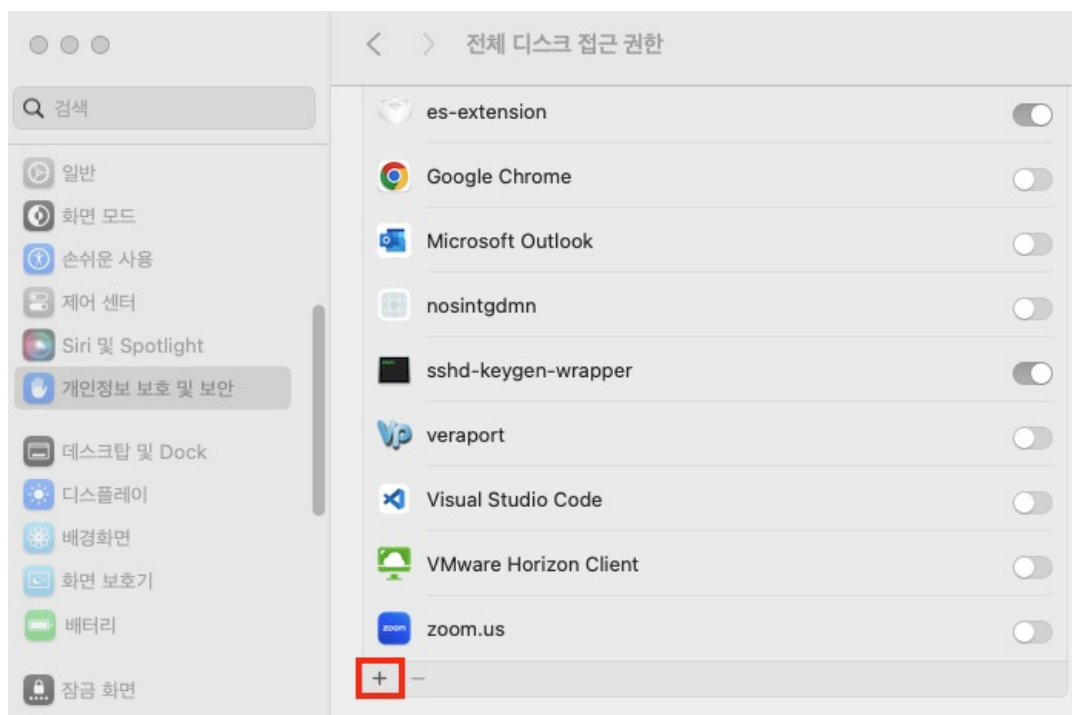 전체 디스크 접근 권한
검색
일반
화면 모드
손쉬운 사용
제어 센터
Siri 및 Spotlight
개인정보 보호 및 보안
데스크탑 및 Dock
디스플레이
배경화면
화면 보호기
배터리
잠금 화면
es-extension
Google Chrome
Microsoft Outlook
nosintgdmn
sshd-keygen-wrapper
veraport
Visual Studio Code
VMware Horizon Client
zoom
zoom.us